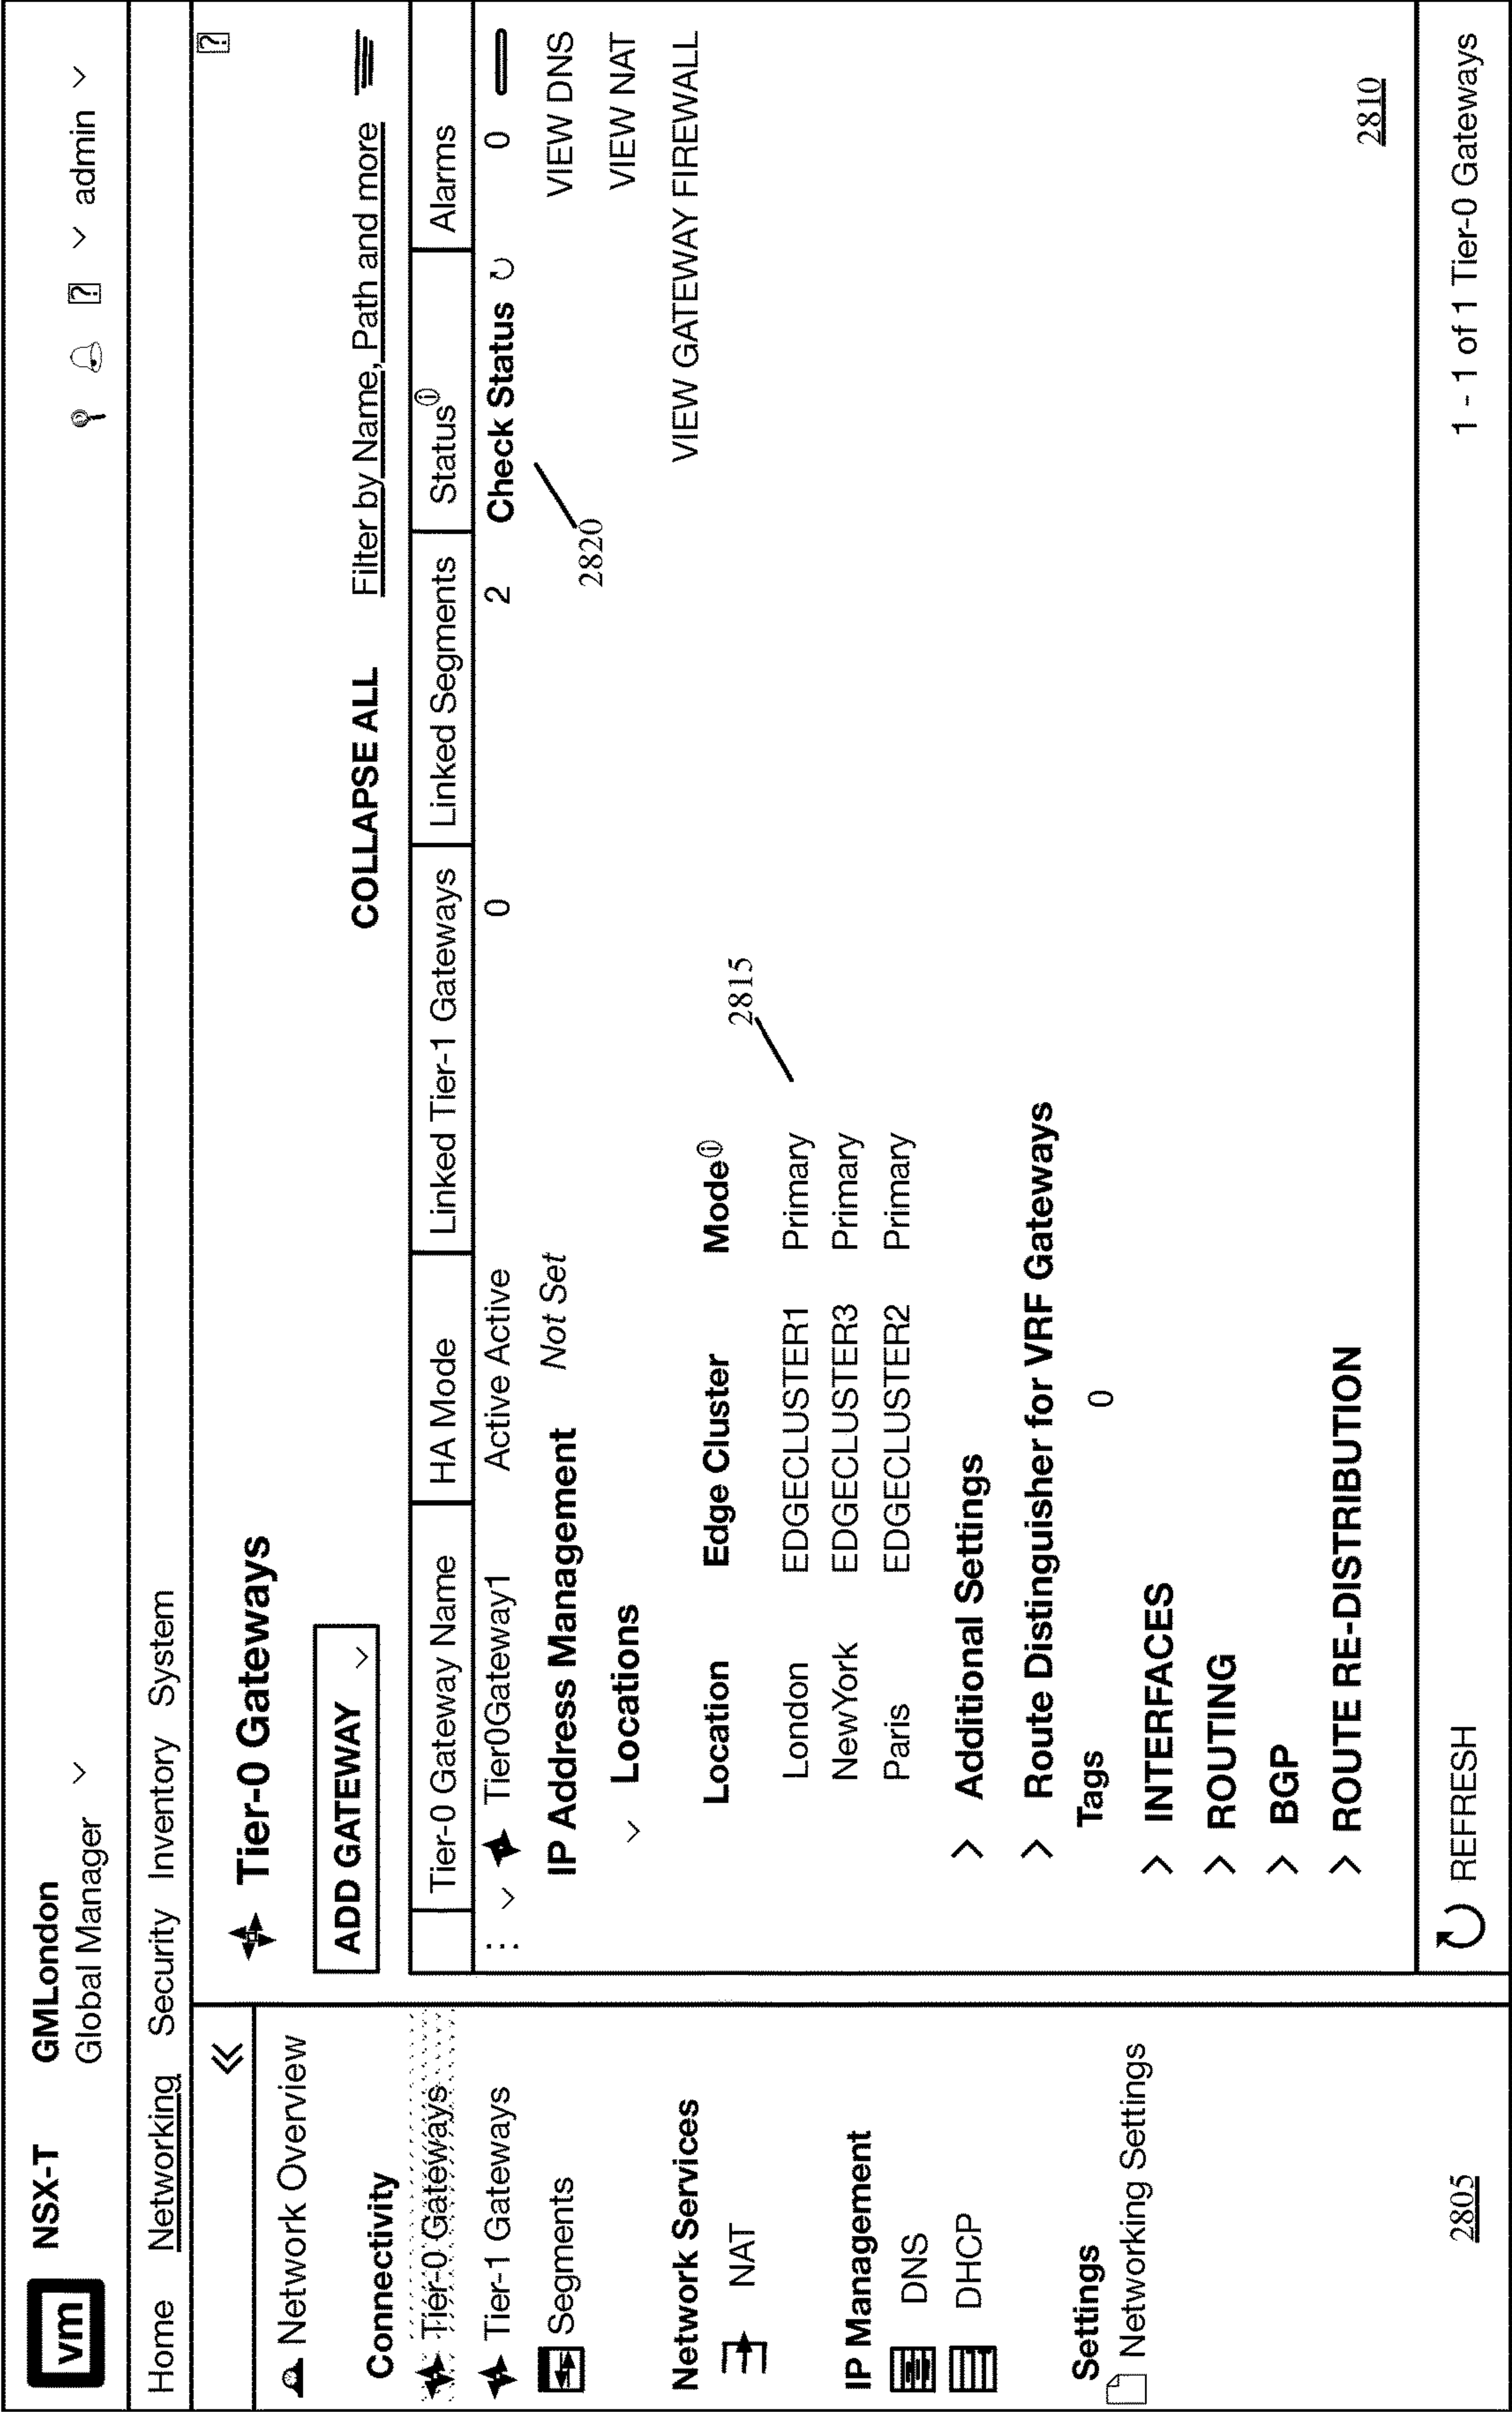 vm NSX-T GMLondon
Global Manager
admin
Home Networking Security Inventory System
Network Overview
Connectivity
Tier-0 Gateways
Tier-1 Gateways
Segments
Network Services
NAT
IP Management
DNS
DHCP
Settings
Networking Settings
2805
?
?
Tier-0 Gateways
ADD GATEWAY
COLLAPSE ALL Filter by Name, Path and more
Tier-0 Gateway Name HA Mode Linked Tier-1 Gateways Linked Segments Status Alarms
Tier0Gateway1 Active Active 0 2 Check Status 0
IP Address Management Not Set VIEW DNS
2820
Locations VIEW NAT
VIEW GATEWAY FIREWALL
Location Edge Cluster Mode
2815
London EDGECLUSTER1 Primary
NewYork EDGECLUSTER3 Primary
Paris EDGECLUSTER2 Primary
Additional Settings
Route Distinguisher for VRF Gateways
Tags 0
INTERFACES
ROUTING
BGP
ROUTE RE-DISTRIBUTION
2810
REFRESH 1 - 1 of 1 Tier-0 Gateways